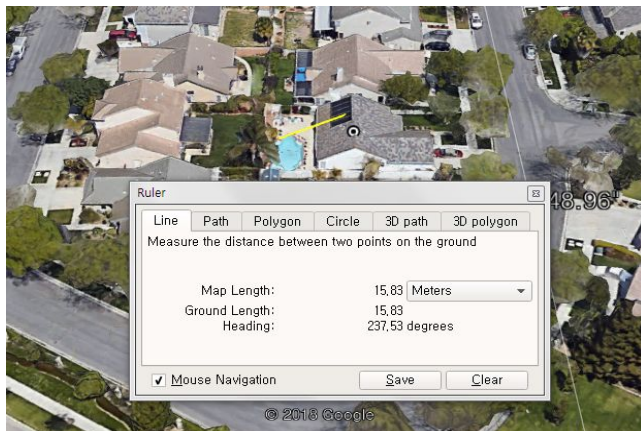 Ruler
Line Path Polygon Circle 3D path 3D polygon
Measure the distance between two points on the ground
Map Length: 15,83 Meters
Ground Length: 15,83
Heading: 237,53 degrees
Mouse Navigation Save Clear
48.96"
© 2018 Google